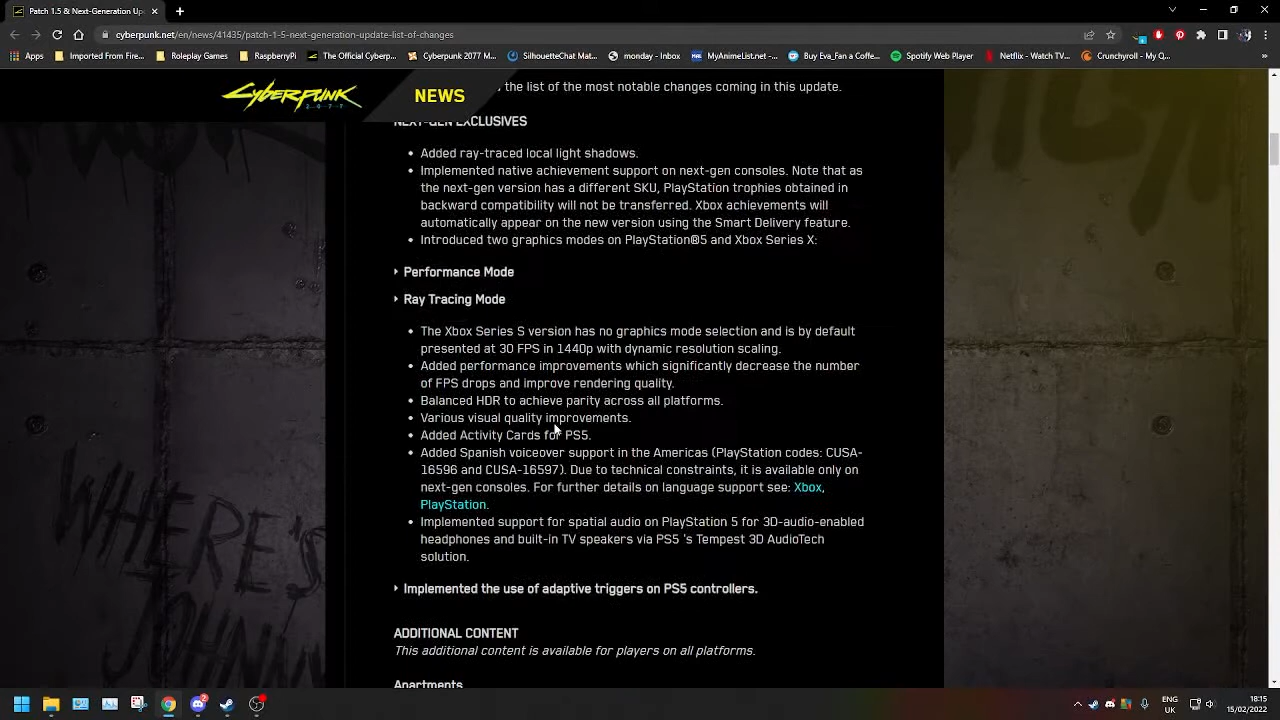 Patch 1.5 & Next-Generation Up
cyberpunk.net/en/news/41435/patch-1-5-next-generation-update-list-of-changes
Apps
Imported From Fire...
YouTube
The Official Cyberp...
Cyberpunk 2077 M...
SilhouetteChat Mat...
monday - Monthly...
MyAnimeList.net -...
Buy Eva_Fan a Coffe...
Spotify Web Player
Netflix - Watch TV...
Crunchyroll - My Q...
CYBERPUNK
2077
NEWS
the list of the most notable changes coming in this update.
NEXT-GEN EXCLUSIVES
Added ray-traced local light shadows.
Implemented native achievement support on next-gen consoles. Note that as
the next-gen version has a different SKU, PlayStation trophies obtained in
backward compatibility will not be transferred. Xbox achievements will
automatically appear on the new version using the Smart Delivery feature.
Introduced two graphics modes on PlayStation®5 and Xbox Series X:
Performance Mode
Ray Tracing Mode
The Xbox Series S version has no graphics mode selection and is by default
presented at 30 FPS in 1440p with dynamic resolution scaling.
Added performance improvements which significantly decrease the number
of FPS drops and improve rendering quality.
Balanced HDR to achieve parity across all platforms.
Various visual quality improvements.
Added Activity Cards for PS5.
Added Spanish voiceover support in the Americas (PlayStation codes: CUSA-
16596 and CUSA-16597). Due to technical constraints, it is available only on
next-gen consoles. For further details on language support see: Xbox,
PlayStation.
Implemented support for spatial audio on PlayStation 5 for 3D-audio-enabled
headphones and built-in TV speakers via PS5 's Tempest 3D AudioTech
solution.
Implemented the use of adaptive triggers on PS5 controllers.
ADDITIONAL CONTENT
This additional content is available for players on all platforms.
Apartments
WHERE'S
JOHNN
ENG
UK
18:15
15/02/2022